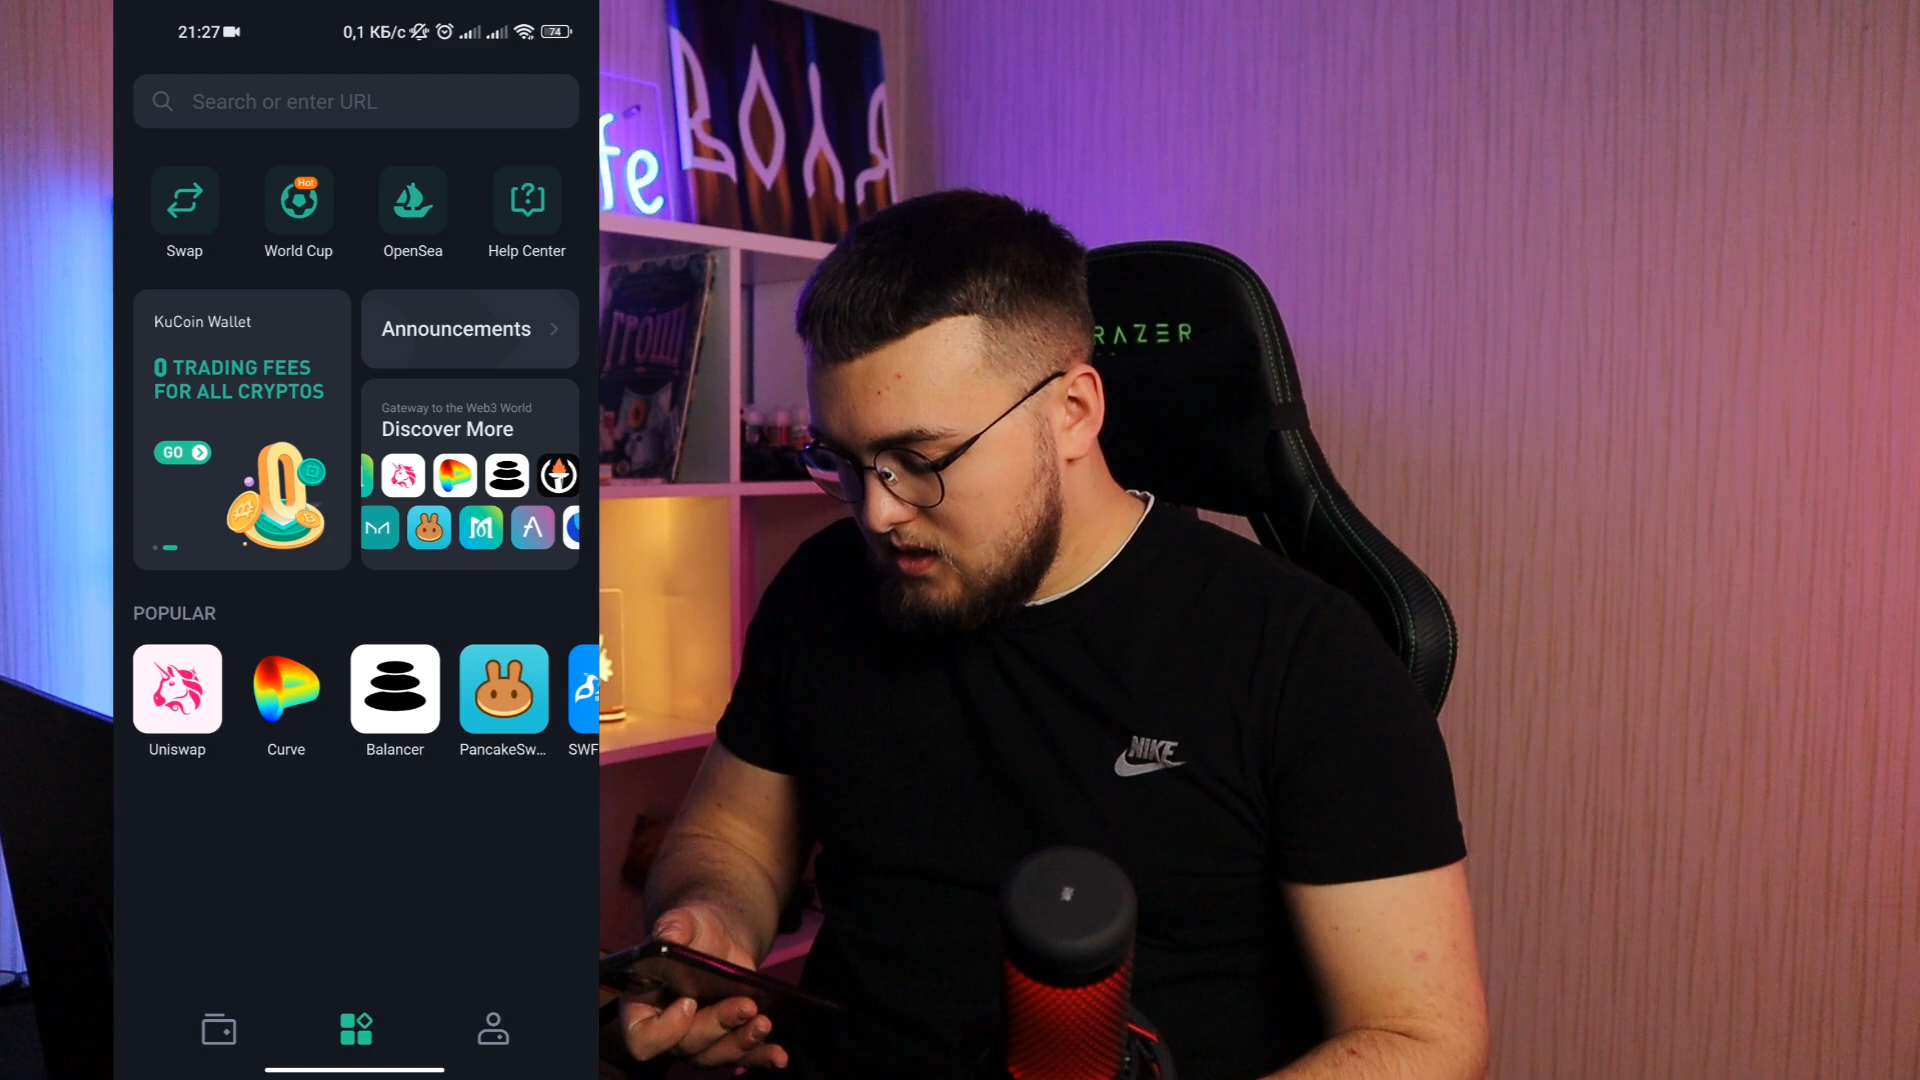 21:27
0,1 КБ/с
74
Search or enter URL
Hot
Swap
World Cup
OpenSea
Help Center
KuCoin Wallet
0 TRADING FEES
FOR ALL CRYPTOS
GO
Announcements
Gateway to the Web3 World
Discover More
POPULAR
Uniswap
Curve
Balancer
PancakeSw...
SWF
fe
RAZER
NIKE